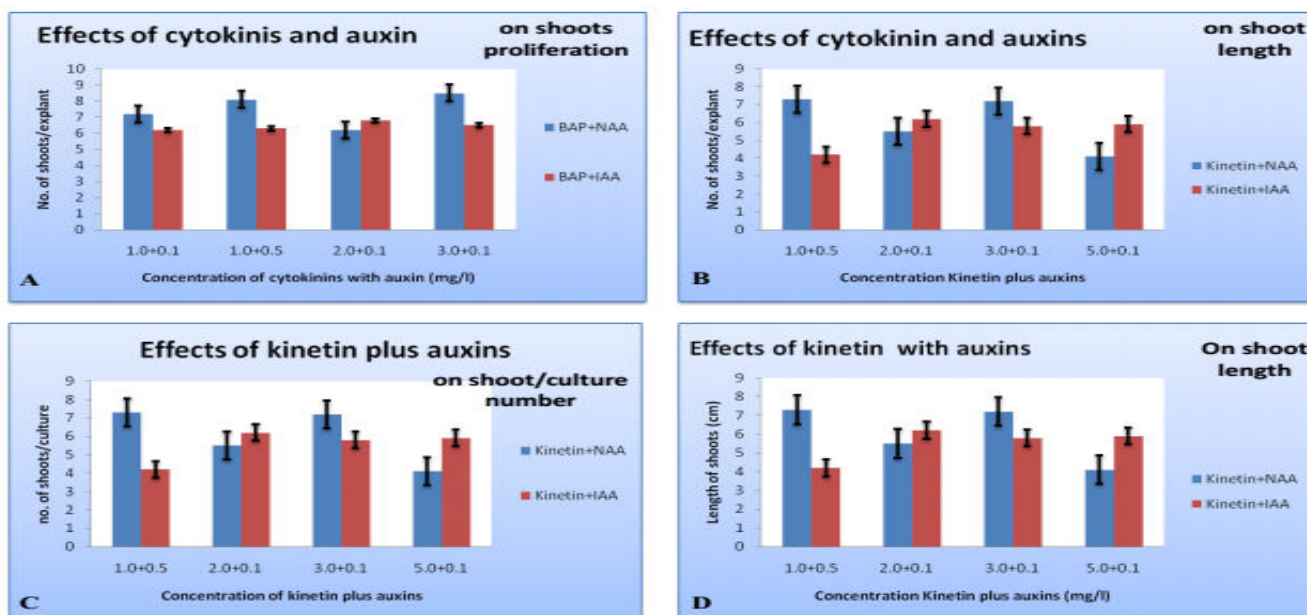 Effects of cytokinis and auxin
on shoots
proliferation
No. of shoots/explant
10
9
8
7
6
5
4
3
2
1
0
1.0+0.1 1.0+0.5 2.0+0.1 3.0+0.1
Concentration of cytokinins with auxin (mg/l)
BAP+NAA
BAP+IAA
A
Effects of cytokinin and auxins
on shoot
length
No. of shoots/explant
9
8
7
6
5
4
3
2
1
0
1.0+0.5 2.0+0.1 3.0+0.1 5.0+0.1
Concentration Kinetin plus auxins
Kinetin+NAA
Kinetin+IAA
B
Effects of kinetin plus auxins
on shoot/culture
number
no. of shoots/culture
9
8
7
6
5
4
3
2
1
0
1.0+0.5 2.0+0.1 3.0+0.1 5.0+0.1
Concentration of kinetin plus auxins
Kinetin+NAA
Kinetin+IAA
C
Effects of kinetin with auxins
On shoot
length
Length of shoots (cm)
9
8
7
6
5
4
3
2
1
0
1.0+0.5 2.0+0.1 3.0+0.1 5.0+0.1
Concentration Kinetin plus auxins (mg/l)
Kinetin+NAA
Kinetin+IAA
D